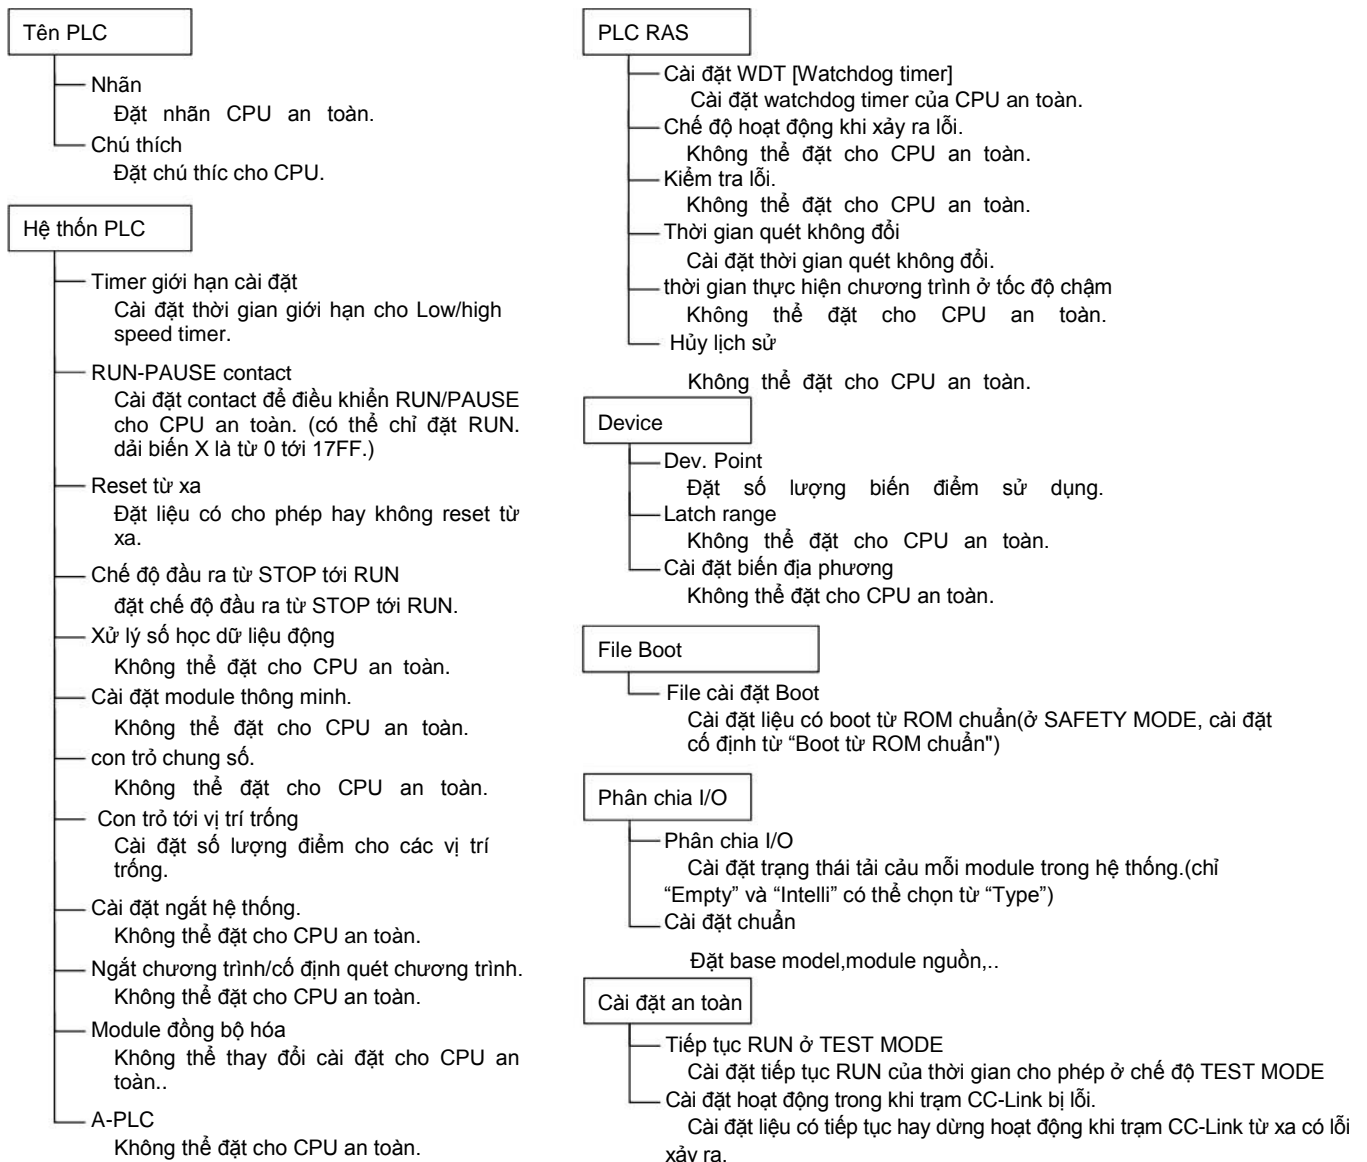 Tên PLC
Nhãn
Đặt nhãn CPU an toàn.
Chú thích
Đặt chú thíc cho CPU.
Hệ thốn PLC
Timer giới hạn cài đặt
Cài đặt thời gian giới hạn cho Low/high
speed timer.
RUN-PAUSE contact
Cài đặt contact để điều khiển RUN/PAUSE
cho CPU an toàn. (có thể chỉ đặt RUN.
dải biến X là từ 0 tới 17FF.)
Reset từ xa
Đặt liệu có cho phép hay không reset từ
xa.
Chế độ đầu ra từ STOP tới RUN
đặt chế độ đầu ra từ STOP tới RUN.
Xử lý số học dữ liệu động
Không thể đặt cho CPU an toàn.
Cài đặt module thông minh.
Không thể đặt cho CPU an toàn.
con trỏ chung số.
Không thể đặt cho CPU an toàn.
Con trỏ tới vị trí trống
Cài đặt số lượng điểm cho các vị trí
trống.
Cài đặt ngắt hệ thống.
Không thể đặt cho CPU an toàn.
Ngắt chương trình/cố định quét chương trình.
Không thể đặt cho CPU an toàn.
Module đồng bộ hóa
Không thể thay đổi cài đặt cho CPU an
toàn..
A-PLC
Không thể đặt cho CPU an toàn.
PLC RAS
Cài đặt WDT [Watchdog timer]
Cài đặt watchdog timer của CPU an toàn.
Chế độ hoạt động khi xảy ra lỗi.
Không thể đặt cho CPU an toàn.
Kiểm tra lỗi.
Không thể đặt cho CPU an toàn.
Thời gian quét không đổi
Cài đặt thời gian quét không đổi.
thời gian thực hiện chương trình ở tốc độ chậm
Không thể đặt cho CPU an toàn.
Hủy lịch sử
Không thể đặt cho CPU an toàn.
Device
Dev. Point
Đặt số lượng biến điểm sử dụng.
Latch range
Không thể đặt cho CPU an toàn.
Cài đặt biến địa phương
Không thể đặt cho CPU an toàn.
File Boot
File cài đặt Boot
Cài đặt liệu có boot từ ROM chuẩn(ở SAFETY MODE, cài đặt
cố định từ “Boot từ ROM chuẩn")
Phân chia I/O
Phân chia I/O
Cài đặt trạng thái tải cảu mỗi module trong hệ thống.(chỉ
“Empty” và “Intelli” có thể chọn từ “Type”)
Cài đặt chuẩn
Đặt base model,module nguồn,..
Cài đặt an toàn
Tiếp tục RUN ở TEST MODE
Cài đặt tiếp tục RUN của thời gian cho phép ở chế độ TEST MODE
Cài đặt hoạt động trong khi trạm CC-Link bị lỗi.
Cài đặt liệu có tiếp tục hay dừng hoạt động khi trạm CC-Link từ xa có lỗi
xảy ra.